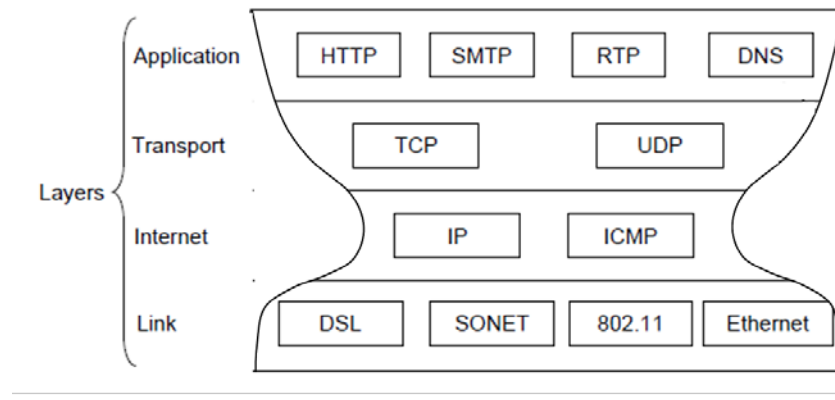 Application HTTP SMTP RTP DNS
Transport TCP UDP
Layers
Internet IP ICMP
Link DSL SONET 802.11 Ethernet